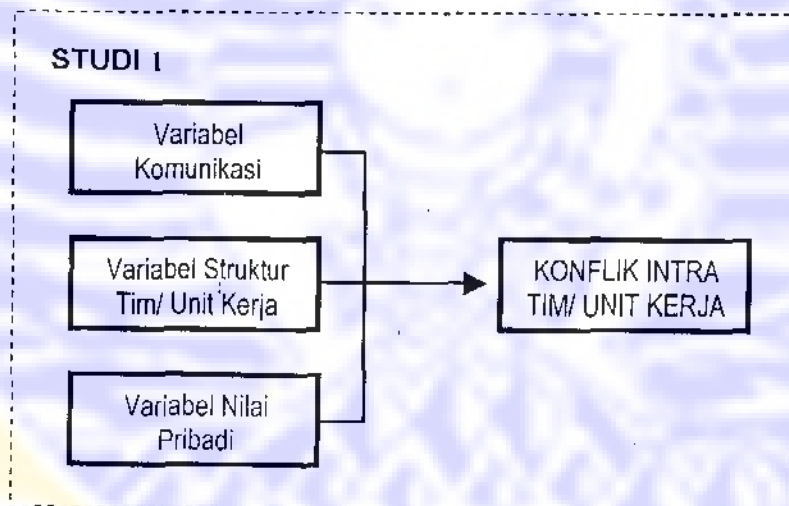 STUDI 1
Variabel
Komunikasi
Variabel Struktur
Tim/ Unit Kerja
Variabel Nilai
Pribadi
KONFLIK INTRA
TIM/ UNIT KERJA